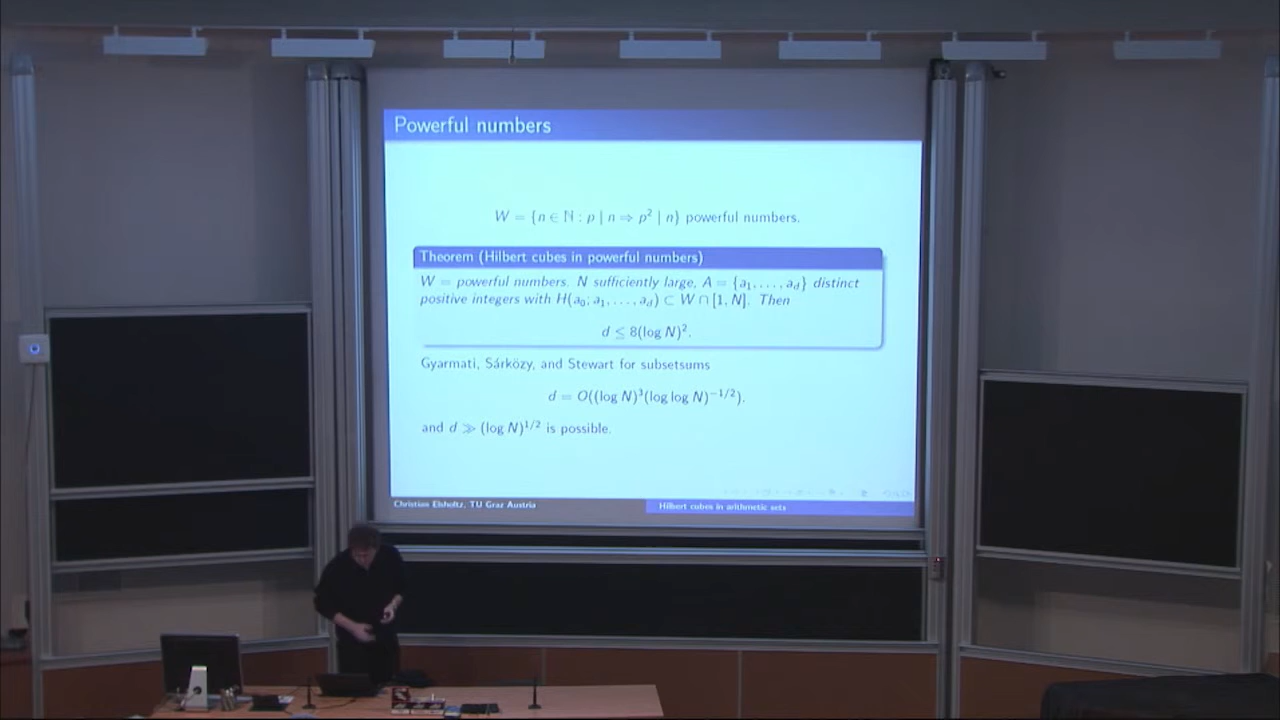 Powerful numbers
W = {n ∈ ℕ : p | n ⇒ p² | n} powerful numbers.
Theorem (Hilbert cubes in powerful numbers)
W = powerful numbers. N sufficiently large, A = {a₁, . . . , a_d} distinct
positive integers with H(a₀; a₁, . . . , a_d) ⊂ W ∩ [1, N]. Then
d ≤ 8(log N)².
Gyarmati, Sárközy, and Stewart for subsetsums
d = O((log N)³(log log N)^{−1/2}).
and d ≫ (log N)^{1/2} is possible.
Christian Elsholtz, TU Graz Austria
Hilbert cubes in arithmetic sets